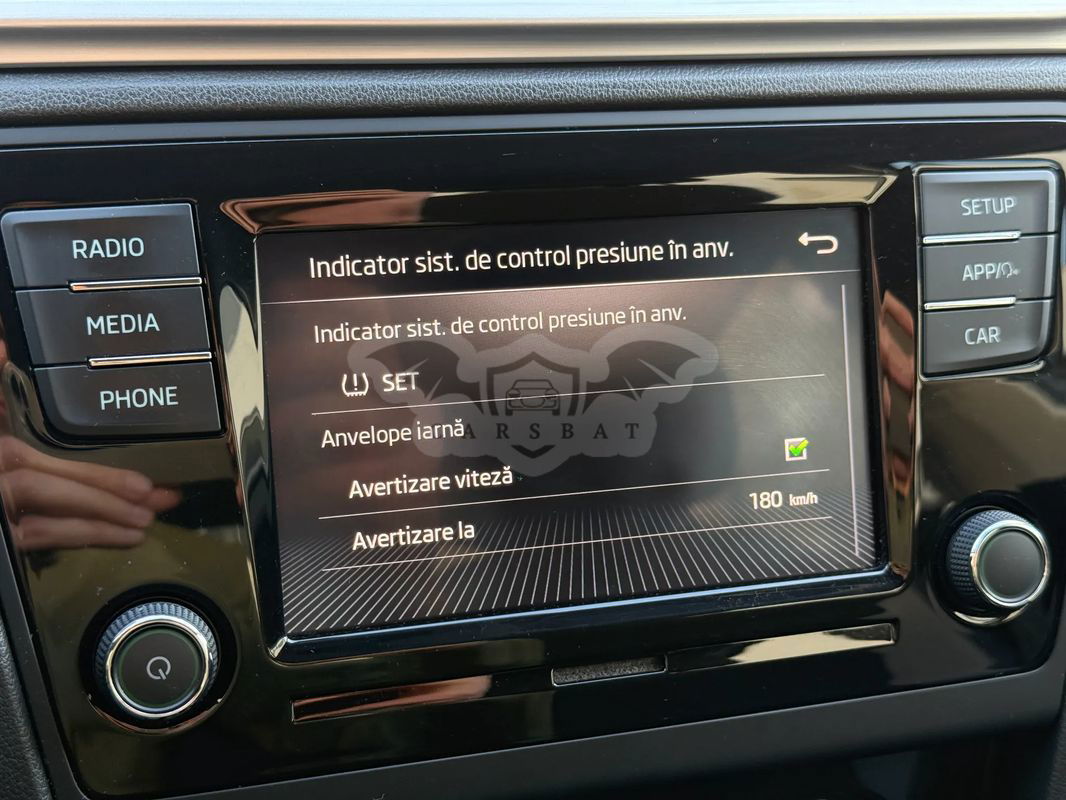 RADIO
MEDIA
PHONE
Indicator sist. de control presiune în anv.
Indicator sist. de control presiune în anv.
SET
Anvelope iarnă
Avertizare viteză
Avertizare la 180 km/h
SETUP
APP/
CAR
ARSBAT